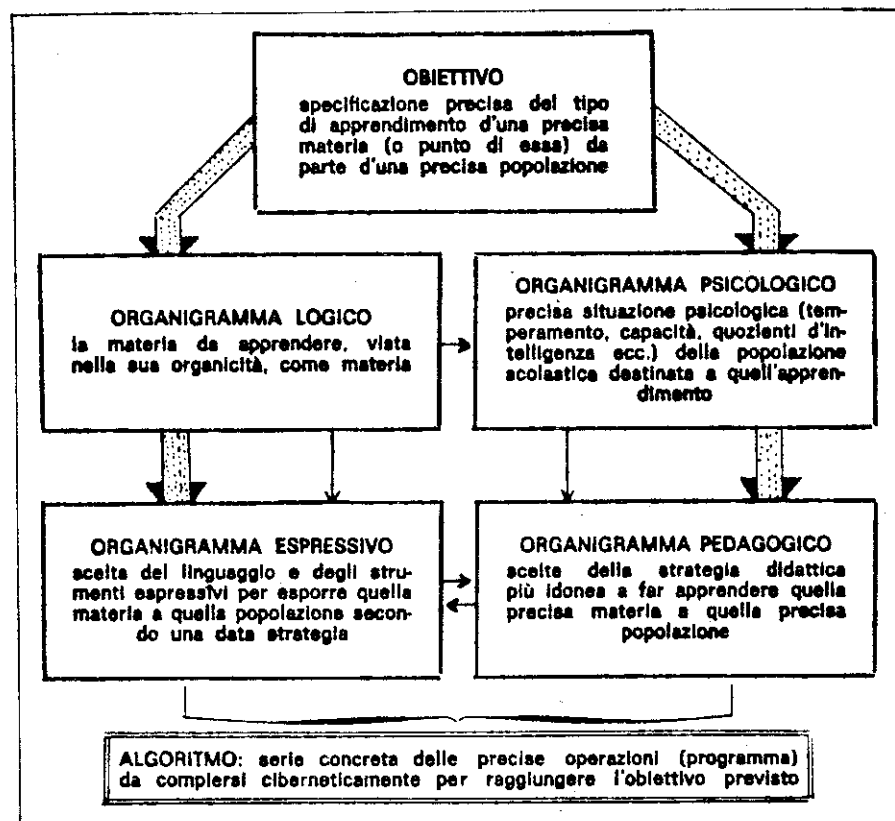 OBIETTIVO
specificazione precisa del tipo
di apprendimento d'una precisa
materia (o punto di essa) da
parte d'una precisa popolazione
ORGANIGRAMMA LOGICO
la materia da apprendere, vista
nella sua organicità, come materia
ORGANIGRAMMA PSICOLOGICO
precisa situazione psicologica (tem-
peramento, capacità, quozienti d'in-
telligenza ecc.) della popolazione
scolastica destinata a quell'appren-
dimento
ORGANIGRAMMA ESPRESSIVO
scelta del linguaggio e degli stru-
menti espressivi per esporre quella
materia a quella popolazione secon-
do una data strategia
ORGANIGRAMMA PEDAGOGICO
scelte della strategia didattica
più idonea a far apprendere quella
precisa materia a quella precisa
popolazione
ALGORITMO: serie concreta delle precise operazioni (programma)
da compiersi ciberneticamente per raggiungere l'obiettivo previsto